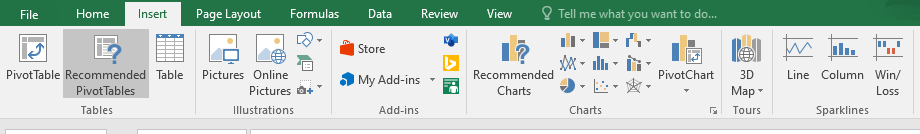 File Home Insert Page Layout Formulas Data Review View Tell me what you want to do...
PivotTable Recommended PivotTables Table
Pictures Online Pictures
Store
My Add-ins
Recommended Charts
PivotChart
3D Map
Line Column Win/Loss
Tables Illustrations Add-ins Charts Tours Sparklines